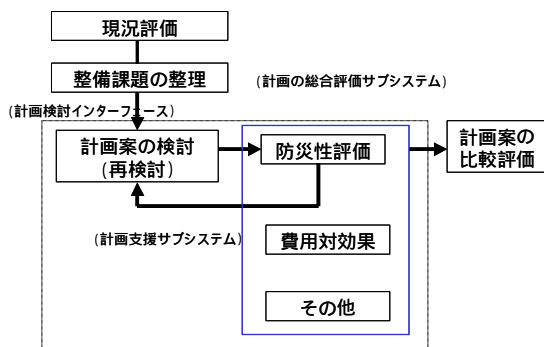 現況評価
整備課題の整理
(計画の総合評価サブシステム)
(計画検討インターフェース)
計画案の検討
(再検討)
防災性評価
計画案の
比較評価
(計画支援サブシステム)
費用対効果
その他